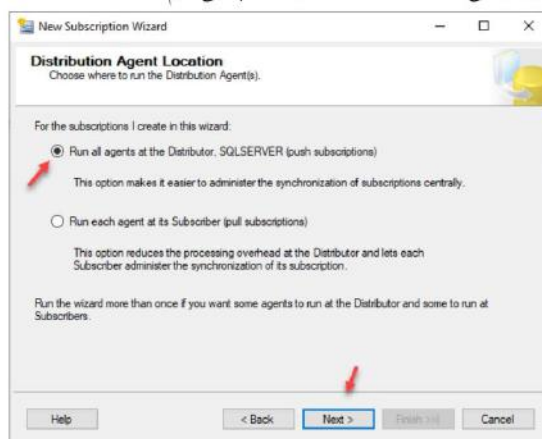 New Subscription Wizard
Distribution Agent Location
Choose where to run the Distribution Agent(s).
For the subscriptions I create in this wizard:
Run all agents at the Distributor, SQLSERVER (push subscriptions)
This option makes it easier to administer the synchronization of subscriptions centrally.
Run each agent at its Subscriber (pull subscriptions)
This option reduces the processing overhead at the Distributor and lets each
Subscriber administer the synchronization of its subscription.
Run the wizard more than once if you want some agents to run at the Distributor and some to run at
Subscribers.
Help
< Back
Next >
Finish >>|
Cancel